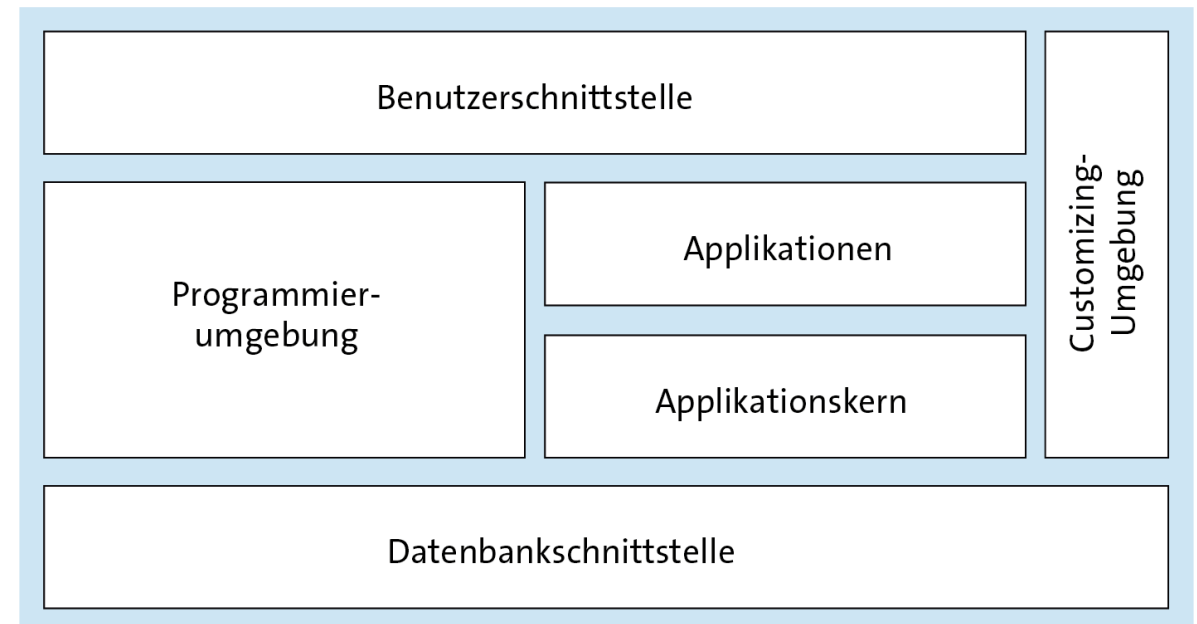 Benutzerschnittstelle
Programmier-
umgebung
Applikationen
Applikationskern
Customizing-
Umgebung
Datenbankschnittstelle